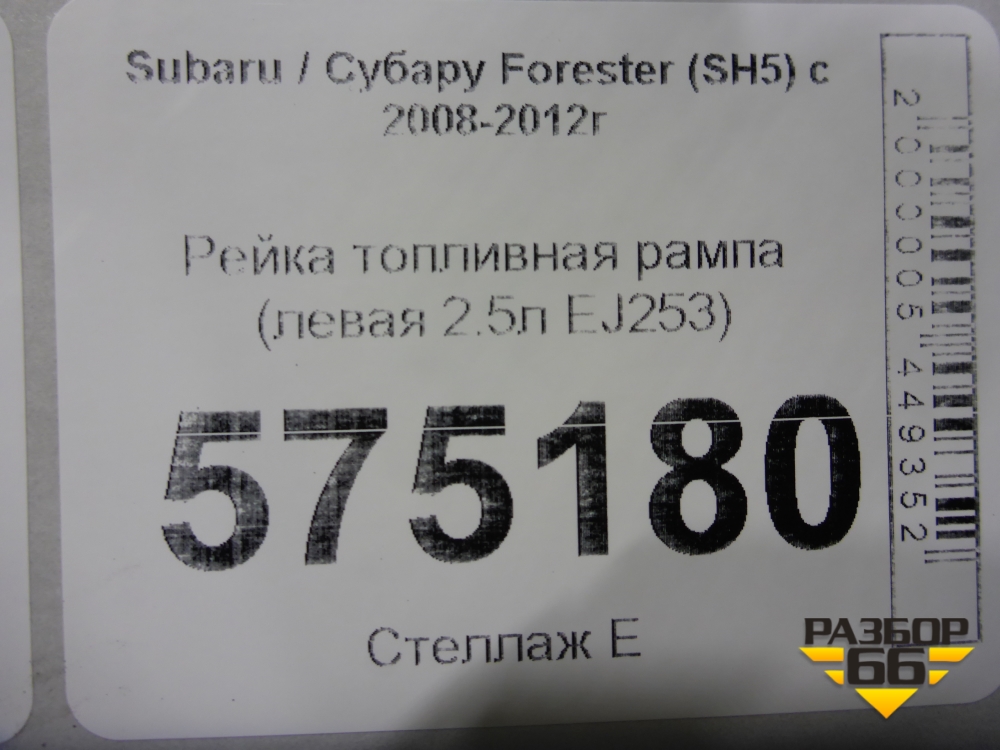 Subaru / Субару Forester (SH5) с
2008-2012г
Рейка топливная рампа
(левая 2.5л EJ253)
575180
Стеллаж Е
2000005449352
РАЗБОР
66